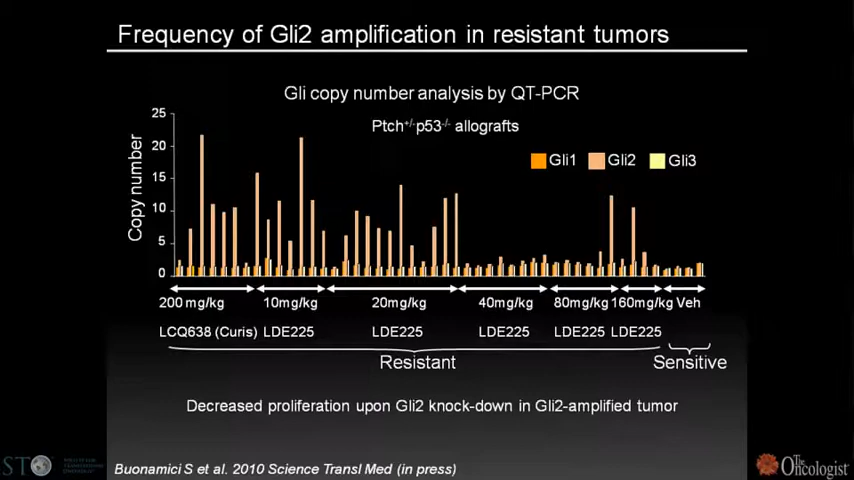 Frequency of Gli2 amplification in resistant tumors
Gli copy number analysis by QT-PCR
Ptch+/-p53-/- allografts
Gli1 Gli2 Gli3
Copy number
25
20
15
10
5
0
200 mg/kg 10mg/kg 20mg/kg 40mg/kg 80mg/kg 160mg/kg Veh
LCQ638 (Curis) LDE225 LDE225 LDE225 LDE225 LDE225
Resistant Sensitive
Decreased proliferation upon Gli2 knock-down in Gli2-amplified tumor
Buonamici S et al. 2010 Science Transl Med (in press)
The Oncologist